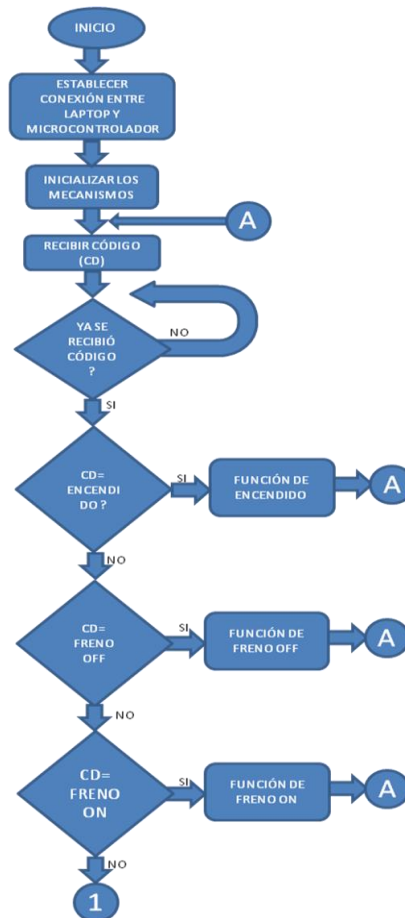 INICIO
ESTABLECER
CONEXIÓN ENTRE
LAPTOP Y
MICROCONTROLADOR
INICIALIZAR LOS
MECANISMOS
A
RECIBIR CÓDIGO
(CD)
YA SE
RECIBIÓ
CÓDIGO
?
NO
SI
CD=
ENCENDI
DO ?
SI
FUNCIÓN DE
ENCENDIDO
A
NO
CD=
FRENO
OFF
SI
FUNCIÓN DE
FRENO OFF
A
NO
CD=
FRENO
ON
SI
FUNCIÓN DE
FRENO ON
A
NO
1